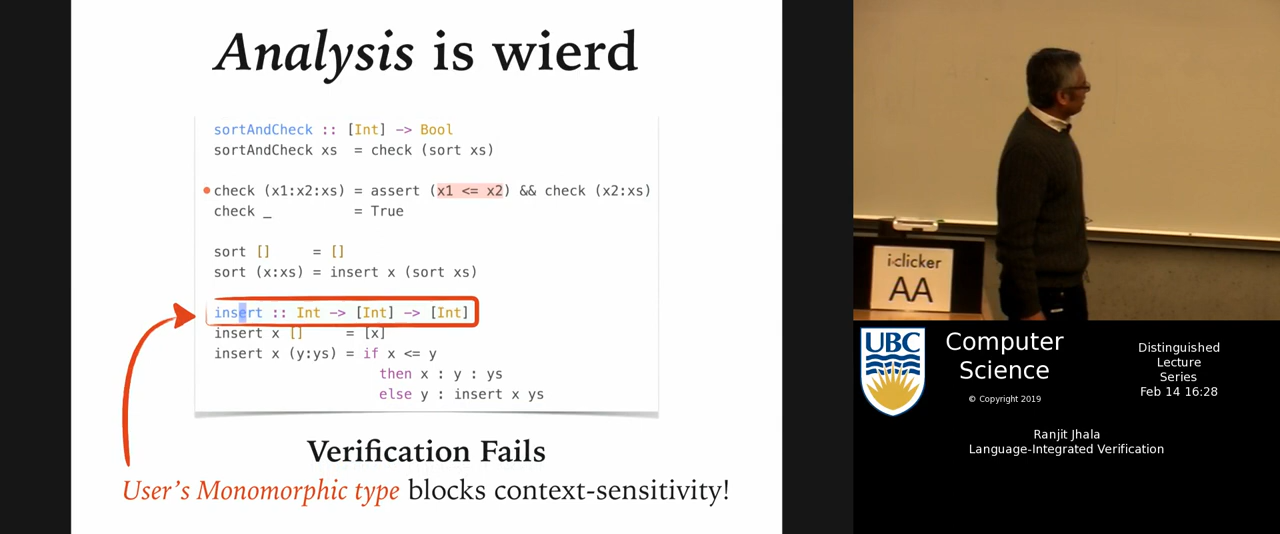 Analysis is wierd
sortAndCheck :: [Int] -> Bool
sortAndCheck xs  = check (sort xs)
check (x1:x2:xs) = assert (x1 <= x2) && check (x2:xs)
check _          = True
sort []     = []
sort (x:xs) = insert x (sort xs)
insert :: Int -> [Int] -> [Int]
insert x []     = [x]
insert x (y:ys) = if x <= y
then x : y : ys
else y : insert x ys
Verification Fails
User's Monomorphic type blocks context-sensitivity!
i·clicker
AA
UBC
Computer
Science
© Copyright 2019
Distinguished
Lecture
Series
Feb 14 16:28
Ranjit Jhala
Language-Integrated Verification